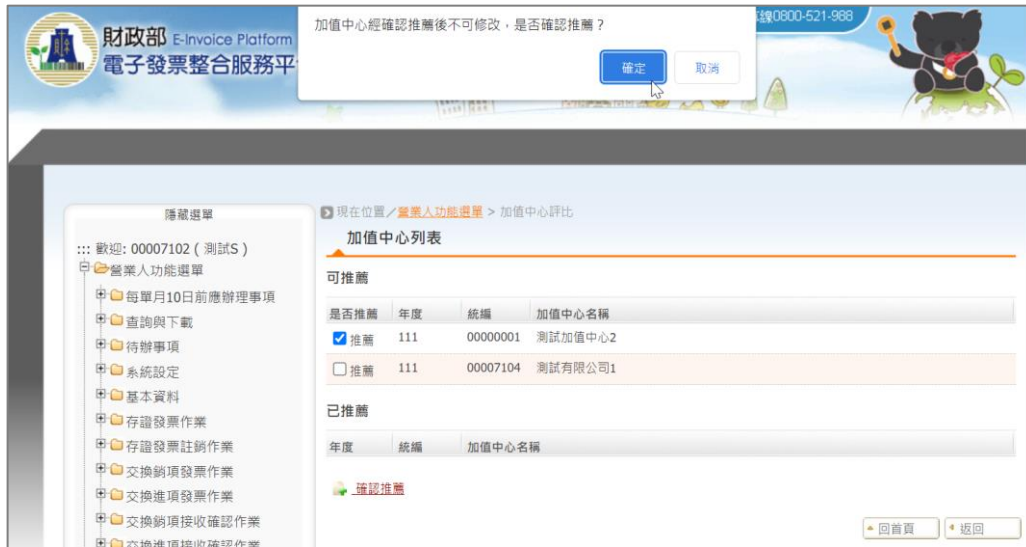 財政部 E-Invoice Platform
電子發票整合服務平
加值中心經確認推薦後不可修改，是否確認推薦？
確定 取消
線0800-521-988
隱藏選單
::: 歡迎: 00007102 ( 測試S )
營業人功能選單
每單月10日前應辦理事項
查詢與下載
待辦事項
系統設定
基本資料
存證發票作業
存證發票註銷作業
交換銷項發票作業
交換進項發票作業
交換銷項接收確認作業
交換進項接收確認作業
現在位置／營業人功能選單 > 加值中心評比
加值中心列表
可推薦
是否推薦 年度 統編 加值中心名稱
推薦 111 00000001 測試加值中心2
推薦 111 00007104 測試有限公司1
已推薦
年度 統編 加值中心名稱
確認推薦
回首頁 返回